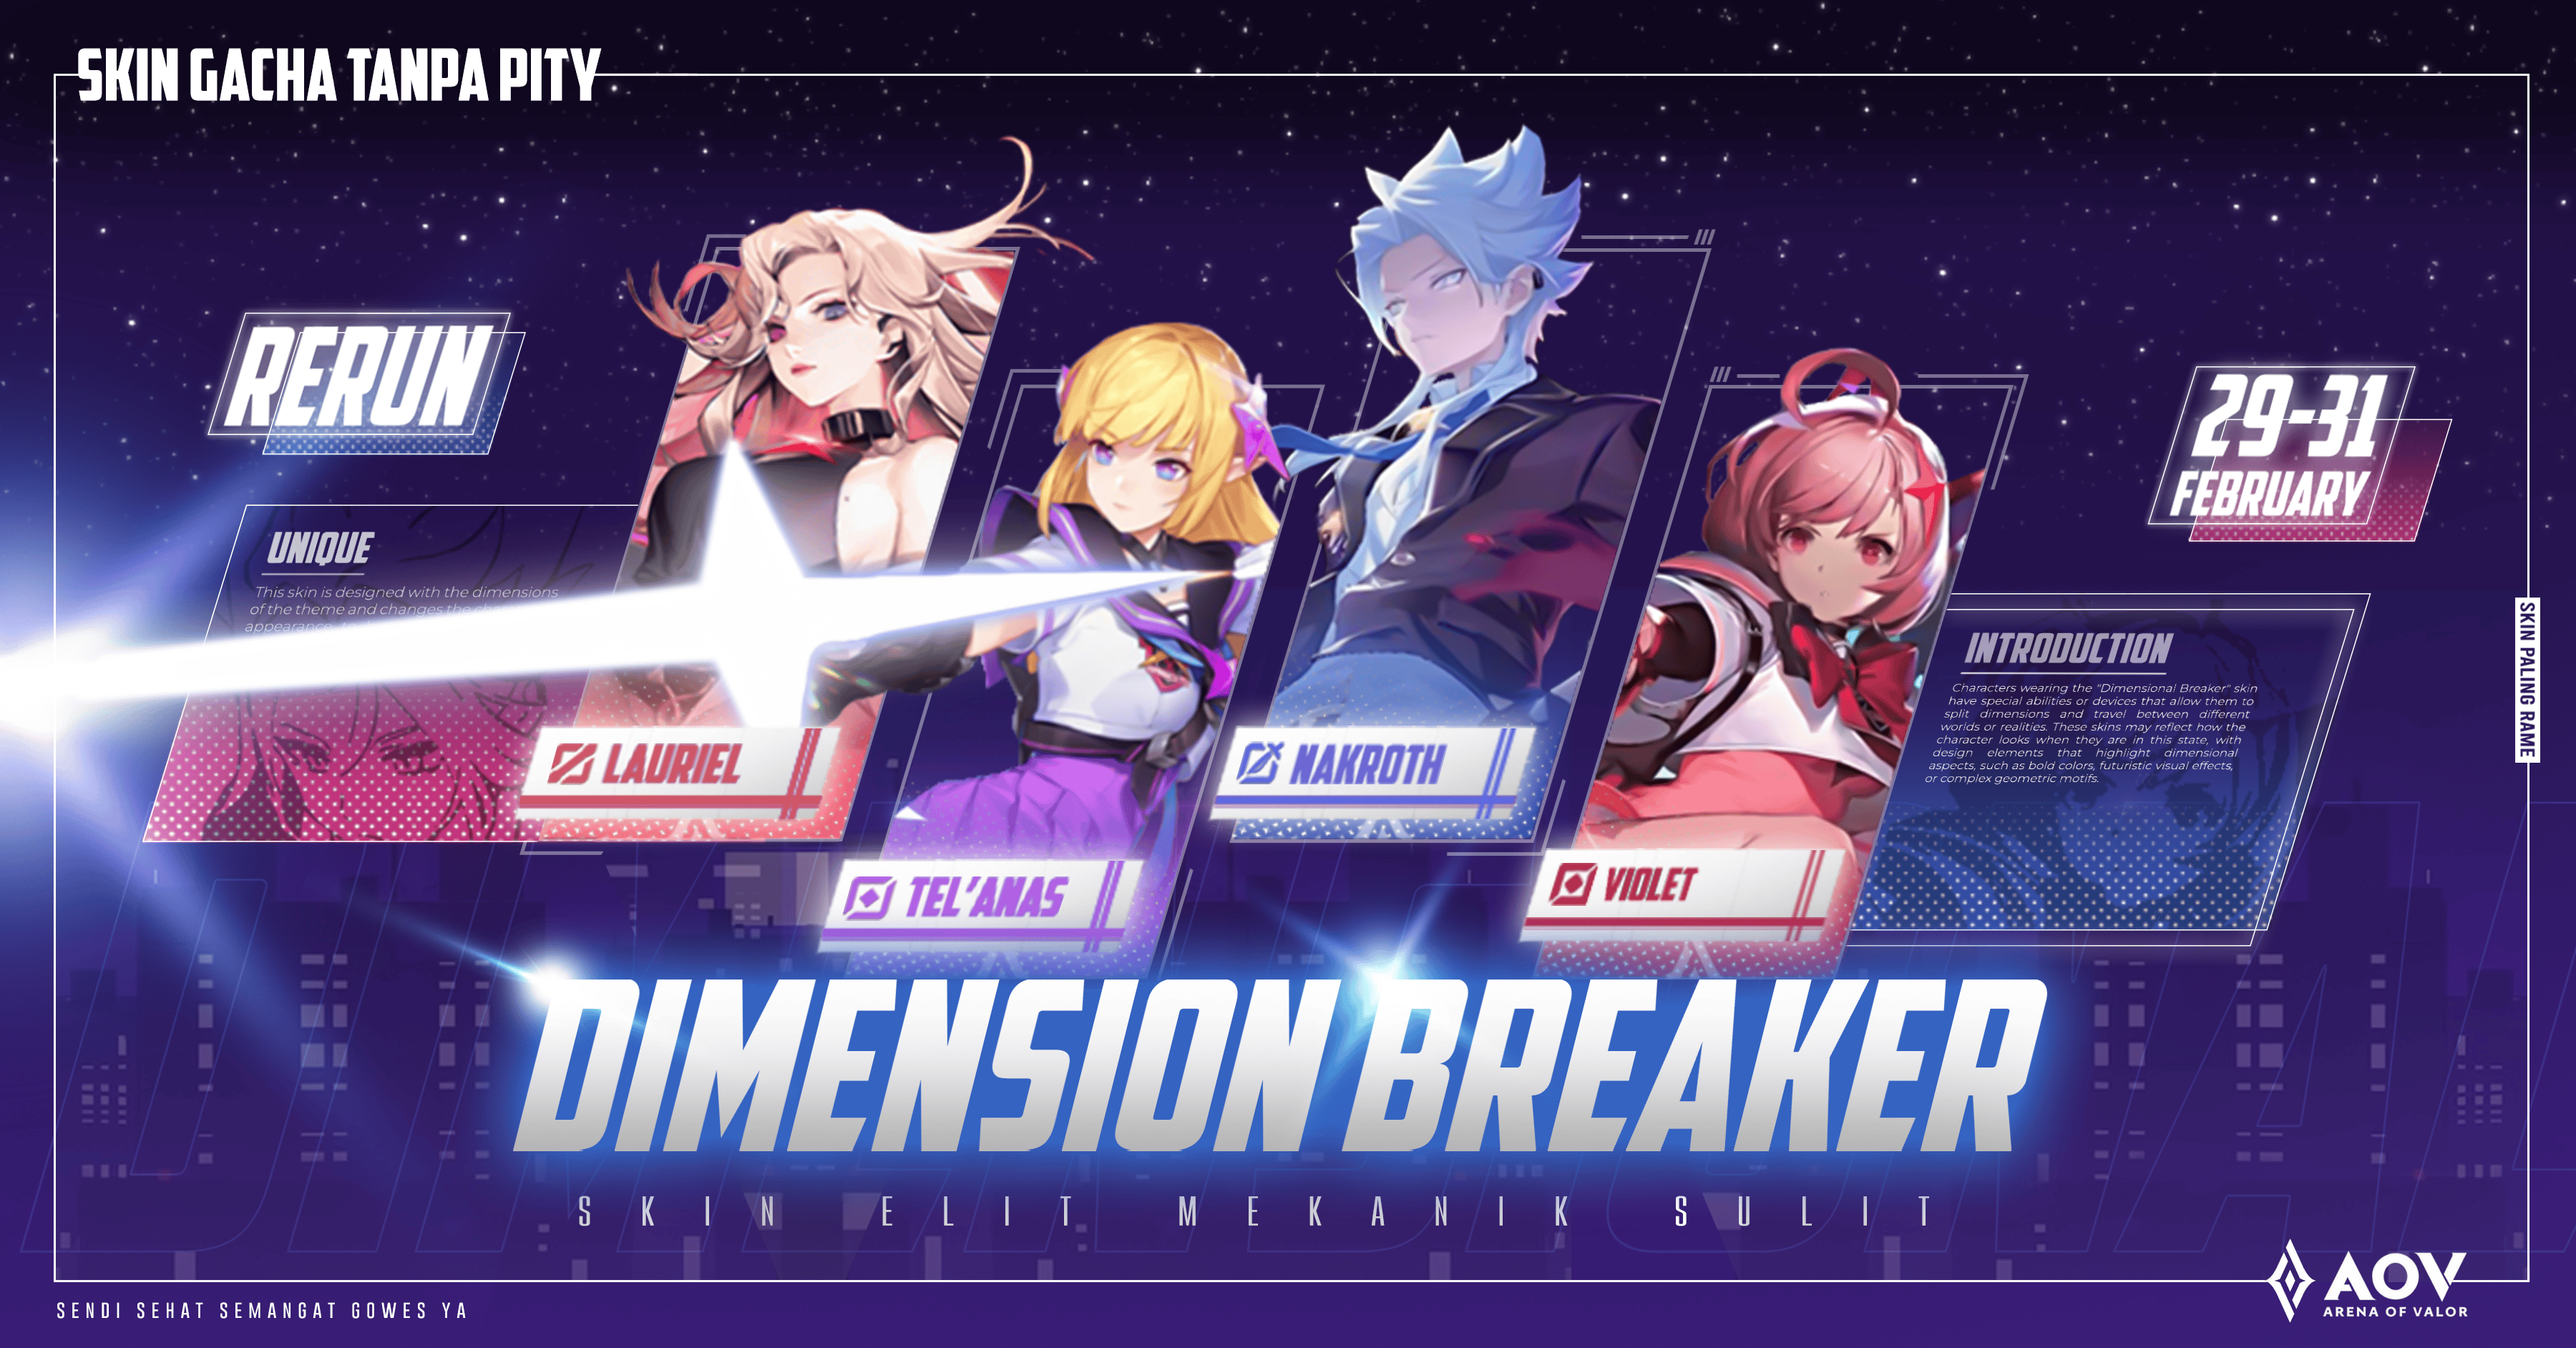 SKIN GACHA TANPA PITY
RERUN
29-31
FEBRUARY
UNIQUE
This skin is designed with the dimensions
of the theme and changes the
appearance,
LAURIEL
TEL'ANAS
NAKROTH
VIOLET
INTRODUCTION
Characters wearing the "Dimensional Breaker" skin
have special abilities or devices that allow them to
split dimensions and travel between different
worlds or realities. These skins may reflect how the
character looks when they are in this state, with
design elements that highlight dimensional
aspects, such as bold colors, futuristic visual effects,
or complex geometric motifs.
SKIN PALING RAME
DIMENSION BREAKER
SKIN ELIT MEKANIK SULIT
SENDI SEHAT SEMANGAT GOWES YA
AOV
ARENA OF VALOR